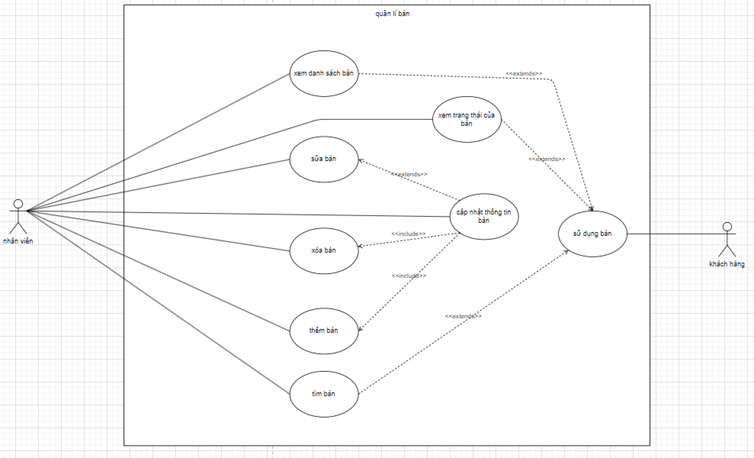 quản lí bán
xem danh sách bàn
<<extends>>
xem trạng thái của
bàn
<<extends>>
sửa bàn
<<extends>>
cập nhật thông tin
bàn
nhân viên
<<include>>
sử dụng bàn
xóa bàn
khách hàng
<<include>>
<<extends>>
thêm bàn
tìm bàn